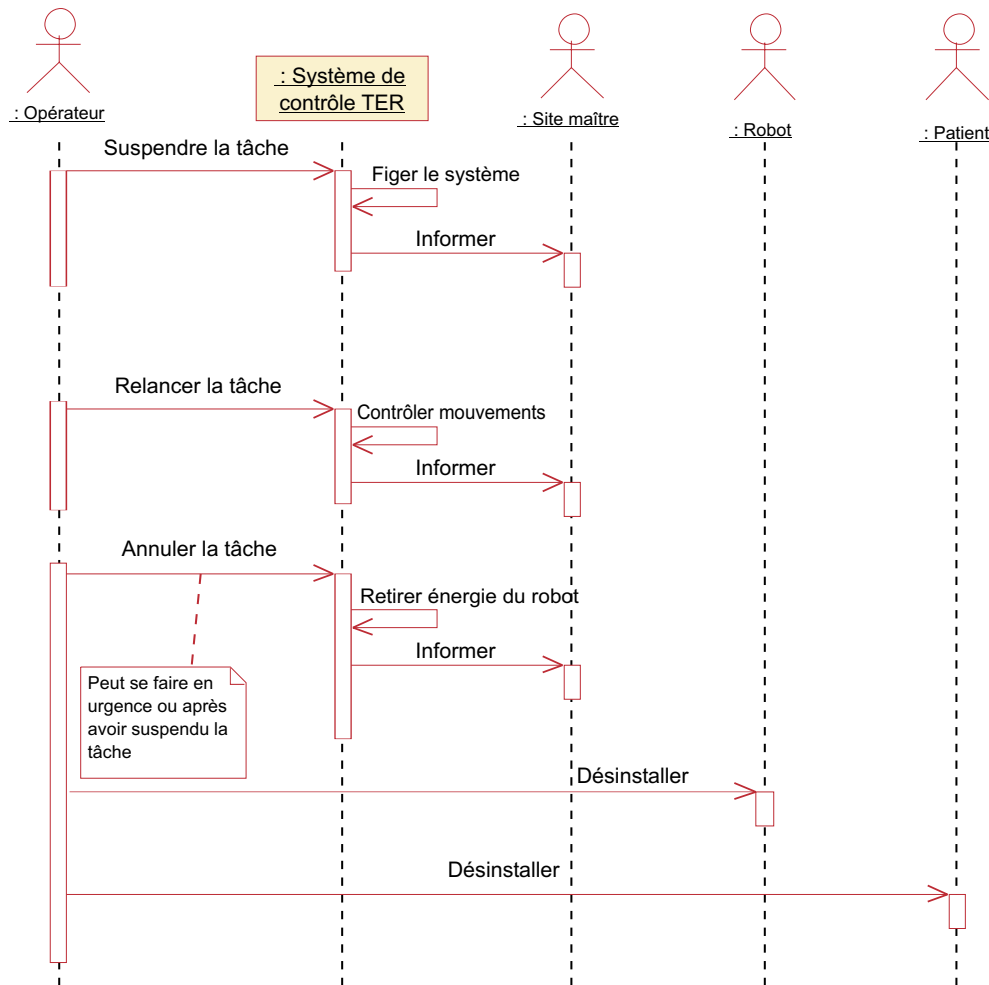 : Opérateur
: Système de
contrôle TER
: Site maître
: Robot
: Patient
Suspendre la tâche
Figer le système
Informer
Relancer la tâche
Contrôler mouvements
Informer
Annuler la tâche
Retirer énergie du robot
Informer
Peut se faire en
urgence ou après
avoir suspendu la
tâche
Désinstaller
Désinstaller